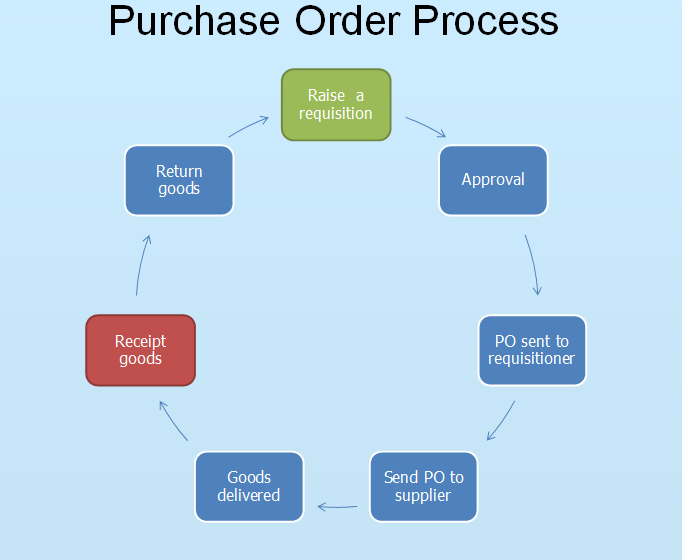 Purchase Order Process
Raise a
requisition
Approval
PO sent to
requisitioner
Send PO to
supplier
Goods
delivered
Receipt
goods
Return
goods